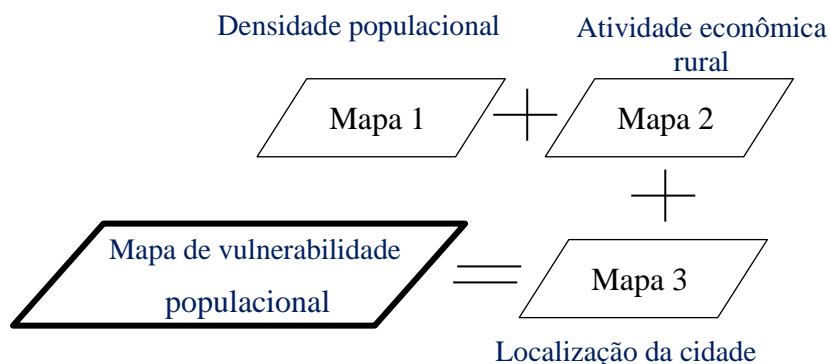 Densidade populacional
Atividade econômica
rural
Mapa 1
Mapa 2
Mapa de vulnerabilidade
populacional
Mapa 3
Localização da cidade